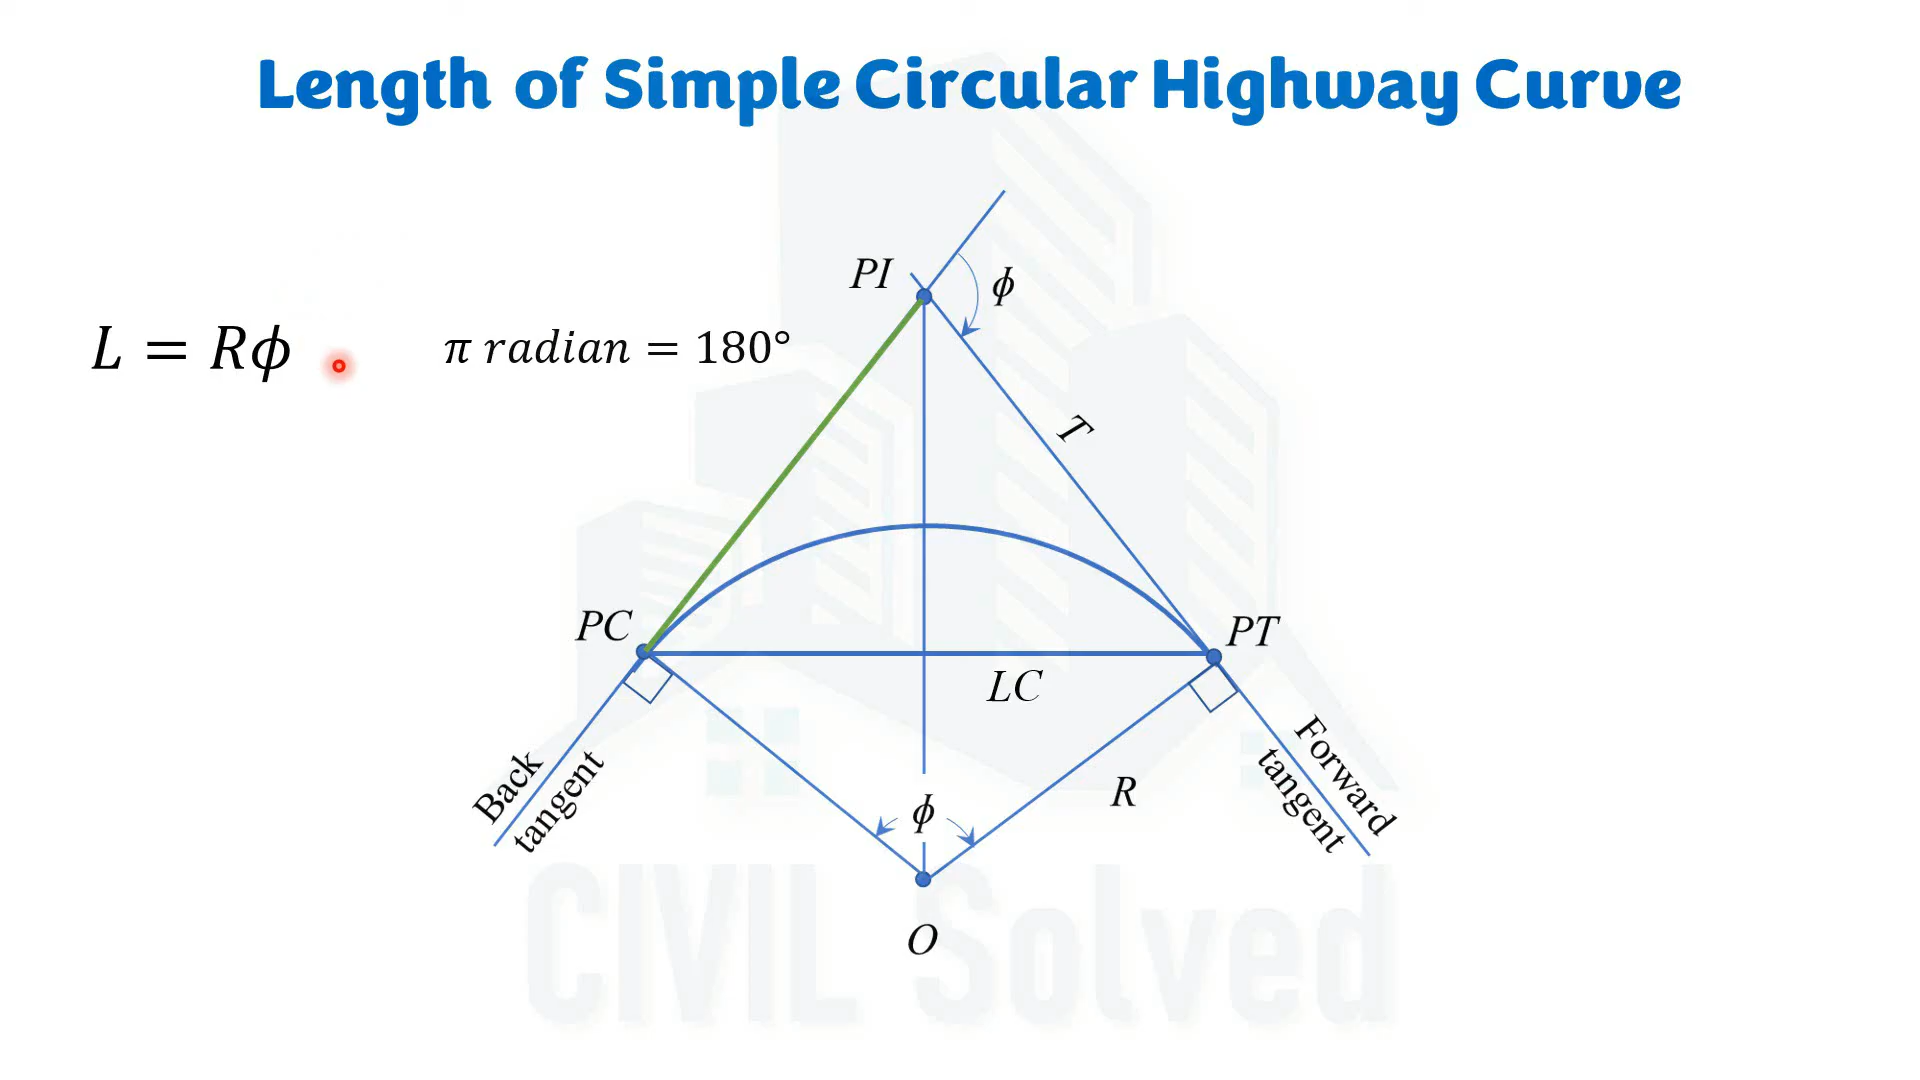 Length of Simple Circular Highway Curve
PI
ϕ
L = Rϕ
π radian = 180°
T
PC
PT
LC
Back
tangent
Forward
tangent
R
ϕ
O
CIVIL Solved